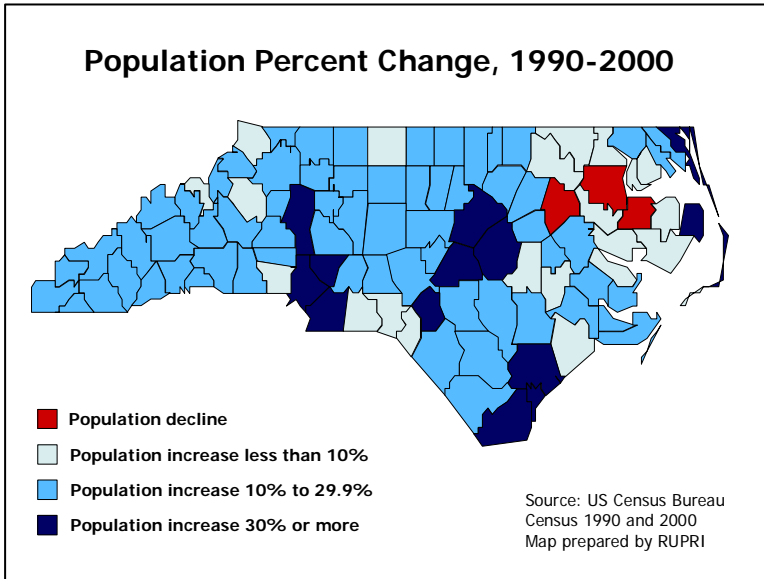 Population Percent Change, 1990-2000
Population decline
Population increase less than 10%
Population increase 10% to 29.9%
Population increase 30% or more
Source: US Census Bureau
Census 1990 and 2000
Map prepared by RUPRI